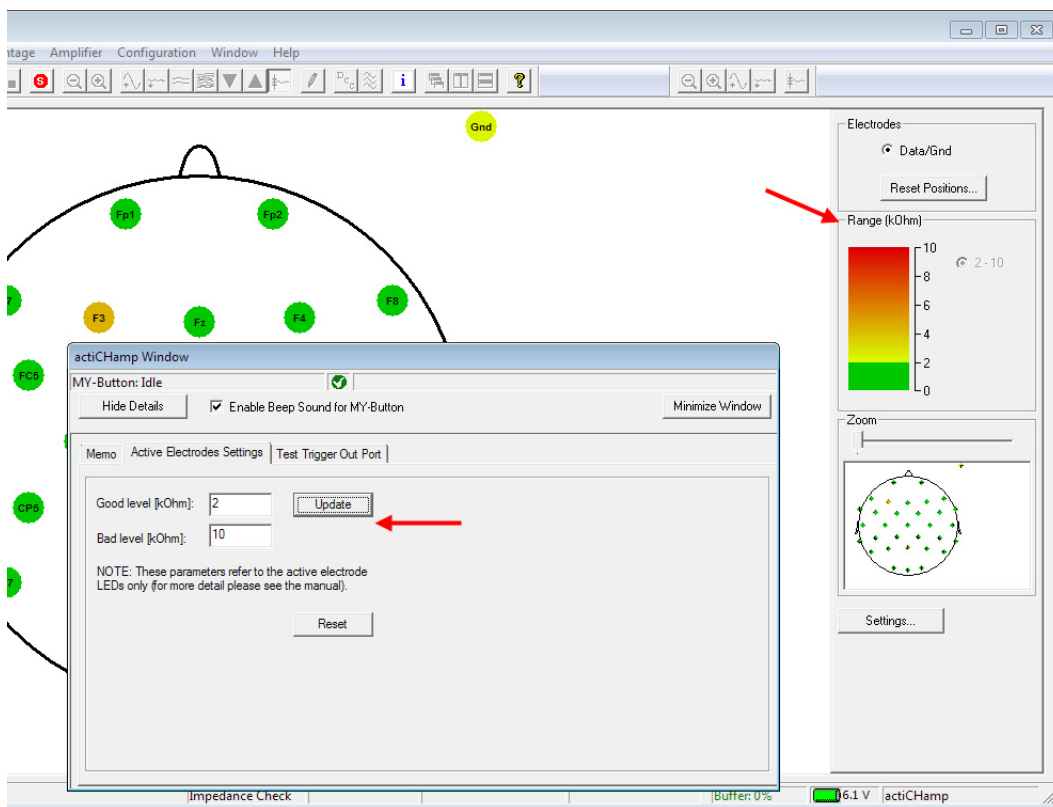 ntage Amplifier Configuration Window Help
S
D C C
i
?
Gnd
Electrodes
Data/Gnd
Reset Positions...
Range (kOhm)
10
8
6
4
2
0
2 - 10
Fp1 Fp2
7 F3 Fz F4 F8
FC5
CP5
7
actiCHamp Window
MY-Button: Idle
Hide Details
Enable Beep Sound for MY-Button
Minimize Window
Memo Active Electrodes Settings Test Trigger Out Port
Good level [kOhm]: 2 Update
Bad level [kOhm]: 10
NOTE: These parameters refer to the active electrode
LEDs only (for more detail please see the manual).
Reset
Zoom
Settings...
Impedance Check Buffer: 0% 6.1 V actiCHamp